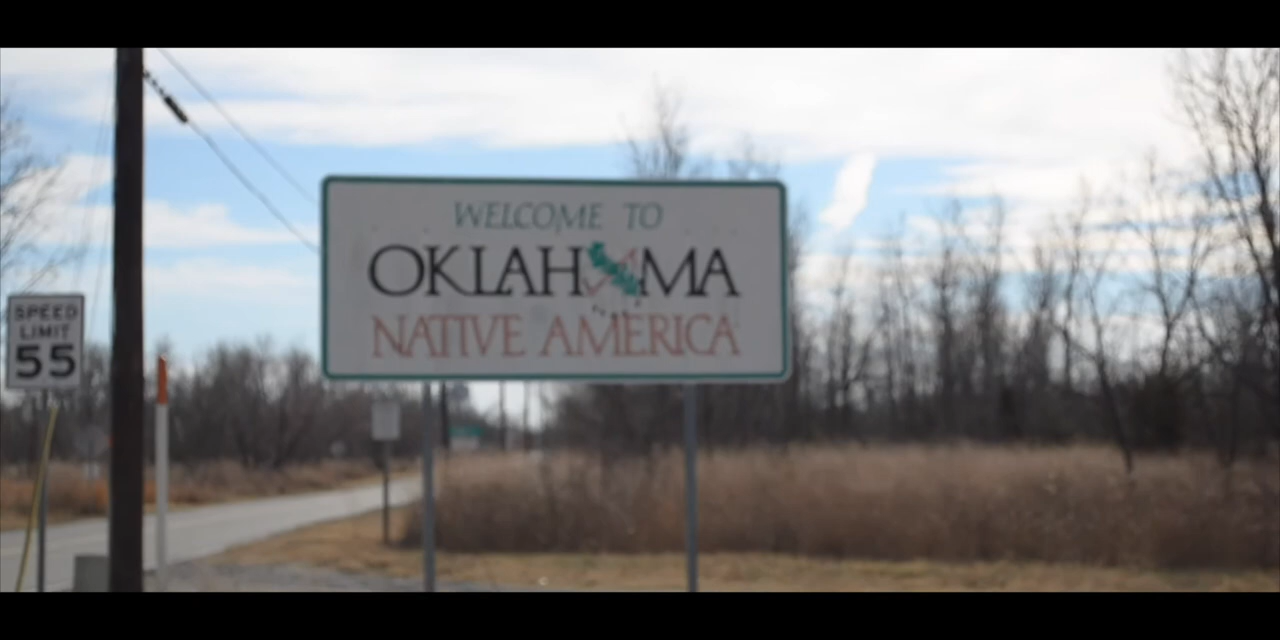 WELCOME TO
OKLAHOMA
NATIVE AMERICA
SPEED
LIMIT
55